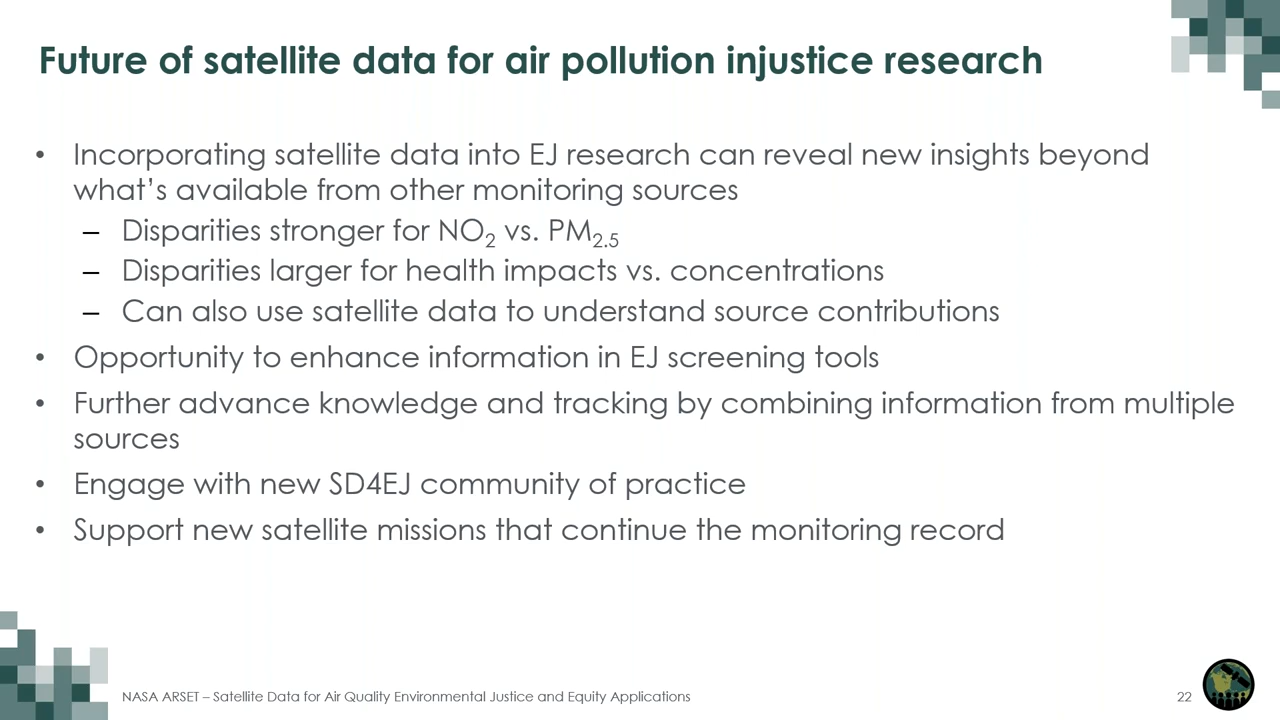 Future of satellite data for air pollution injustice research
• Incorporating satellite data into EJ research can reveal new insights beyond
what’s available from other monitoring sources
– Disparities stronger for NO₂ vs. PM₂.₅
– Disparities larger for health impacts vs. concentrations
– Can also use satellite data to understand source contributions
• Opportunity to enhance information in EJ screening tools
• Further advance knowledge and tracking by combining information from multiple
sources
• Engage with new SD4EJ community of practice
• Support new satellite missions that continue the monitoring record
NASA ARSET – Satellite Data for Air Quality Environmental Justice and Equity Applications
22